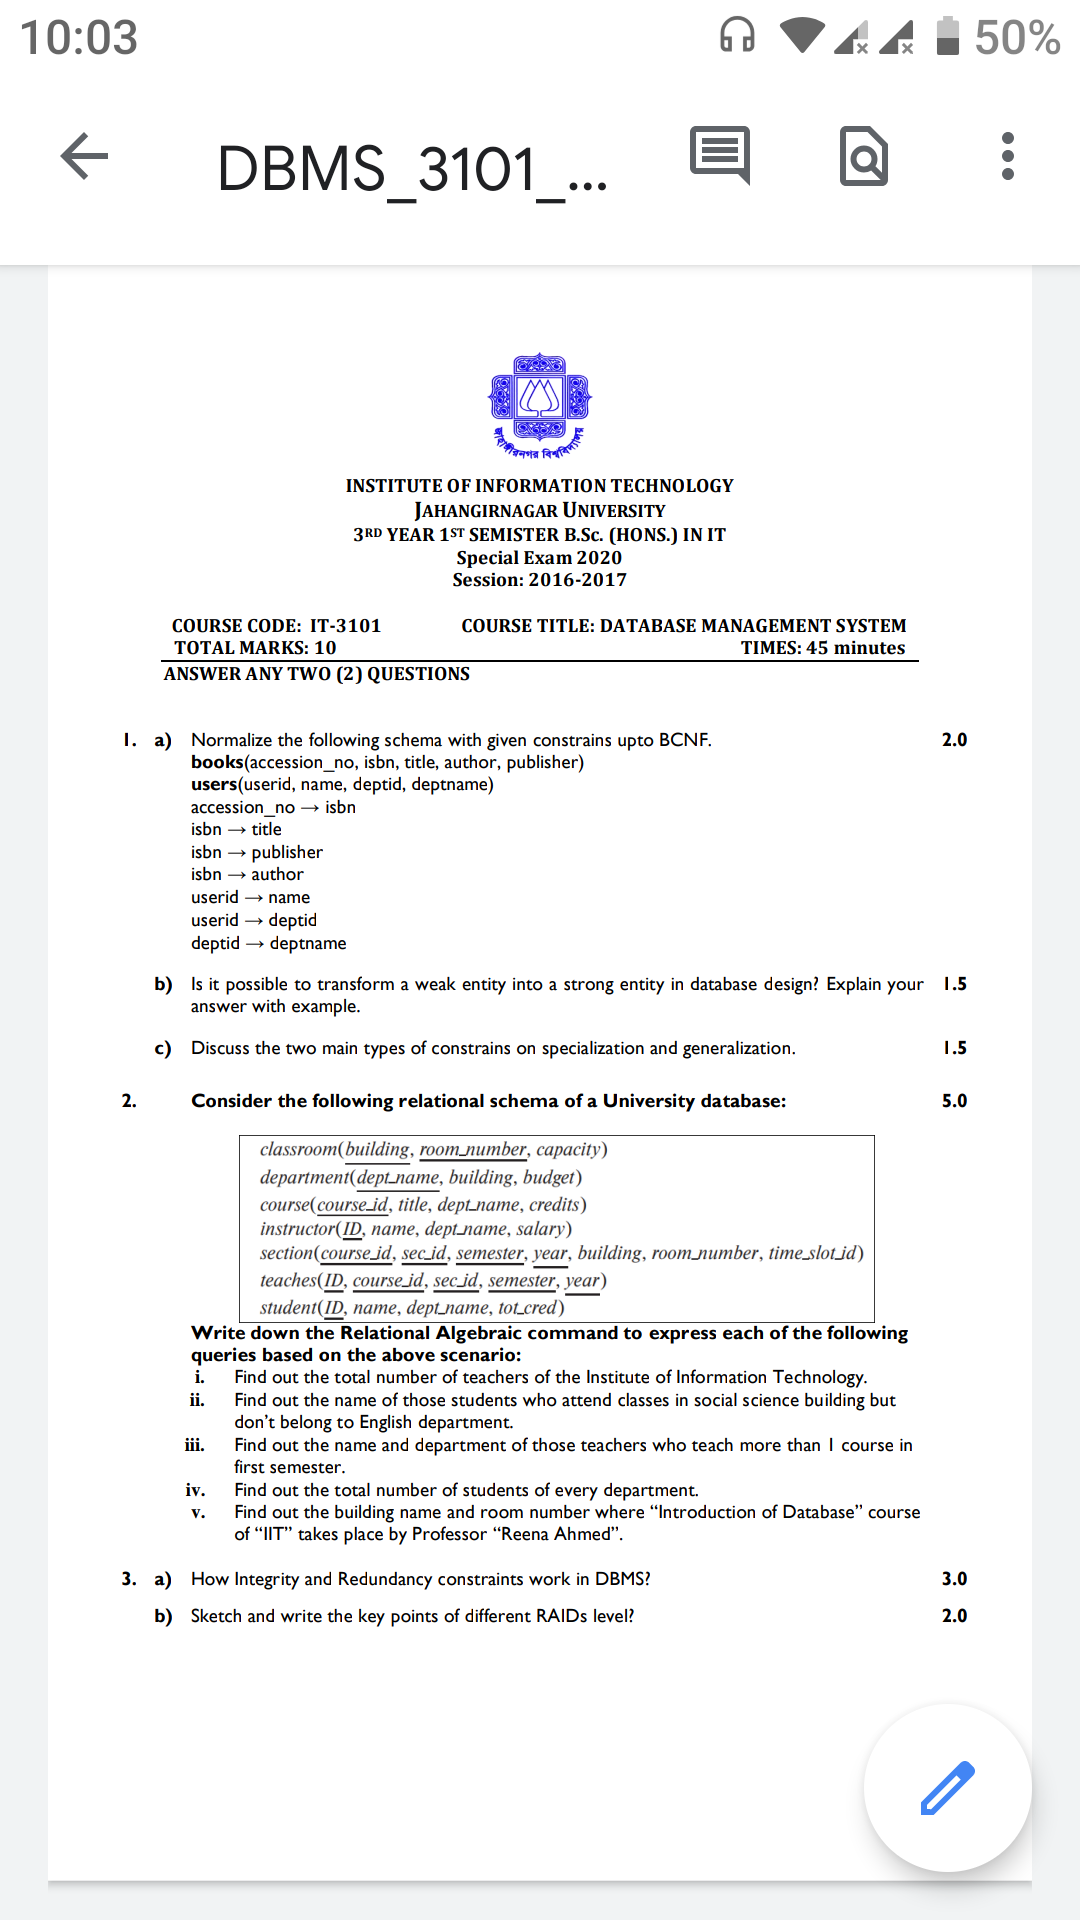 10:03
50%
DBMS_3101_...
জাহাঙ্গীরনগর বিশ্ববিদ্যালয়
INSTITUTE OF INFORMATION TECHNOLOGY
JAHANGIRNAGAR UNIVERSITY
3RD YEAR 1ST SEMISTER B.Sc. (HONS.) IN IT
Special Exam 2020
Session: 2016-2017
COURSE CODE: IT-3101 COURSE TITLE: DATABASE MANAGEMENT SYSTEM
TOTAL MARKS: 10 TIMES: 45 minutes
ANSWER ANY TWO (2) QUESTIONS
1. a) Normalize the following schema with given constrains upto BCNF. 2.0
books(accession_no, isbn, title, author, publisher)
users(userid, name, deptid, deptname)
accession_no → isbn
isbn → title
isbn → publisher
isbn → author
userid → name
userid → deptid
deptid → deptname
b) Is it possible to transform a weak entity into a strong entity in database design? Explain your 1.5
answer with example.
c) Discuss the two main types of constrains on specialization and generalization. 1.5
2. Consider the following relational schema of a University database: 5.0
classroom(building, room_number, capacity)
department(dept_name, building, budget)
course(course_id, title, dept_name, credits)
instructor(ID, name, dept_name, salary)
section(course_id, sec_id, semester, year, building, room_number, time_slot_id)
teaches(ID, course_id, sec_id, semester, year)
student(ID, name, dept_name, tot_cred)
Write down the Relational Algebraic command to express each of the following
queries based on the above scenario:
i. Find out the total number of teachers of the Institute of Information Technology.
ii. Find out the name of those students who attend classes in social science building but
don't belong to English department.
iii. Find out the name and department of those teachers who teach more than 1 course in
first semester.
iv. Find out the total number of students of every department.
v. Find out the building name and room number where “Introduction of Database” course
of “IIT” takes place by Professor “Reena Ahmed”.
3. a) How Integrity and Redundancy constraints work in DBMS? 3.0
b) Sketch and write the key points of different RAIDs level? 2.0